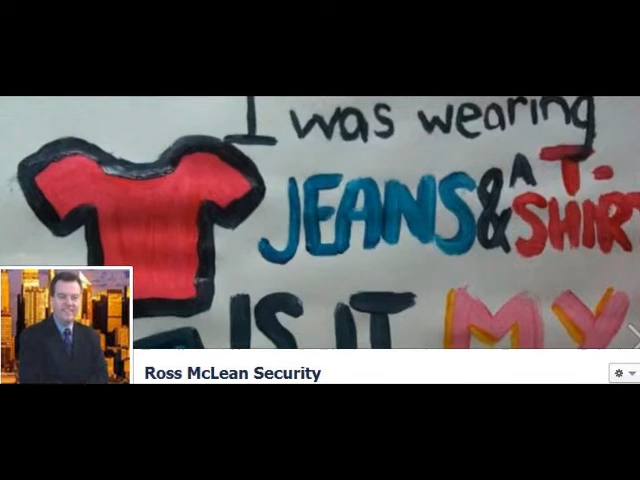 I was wearing
JEANS & A T-
SHIRT
IS IT MY
Ross McLean Security